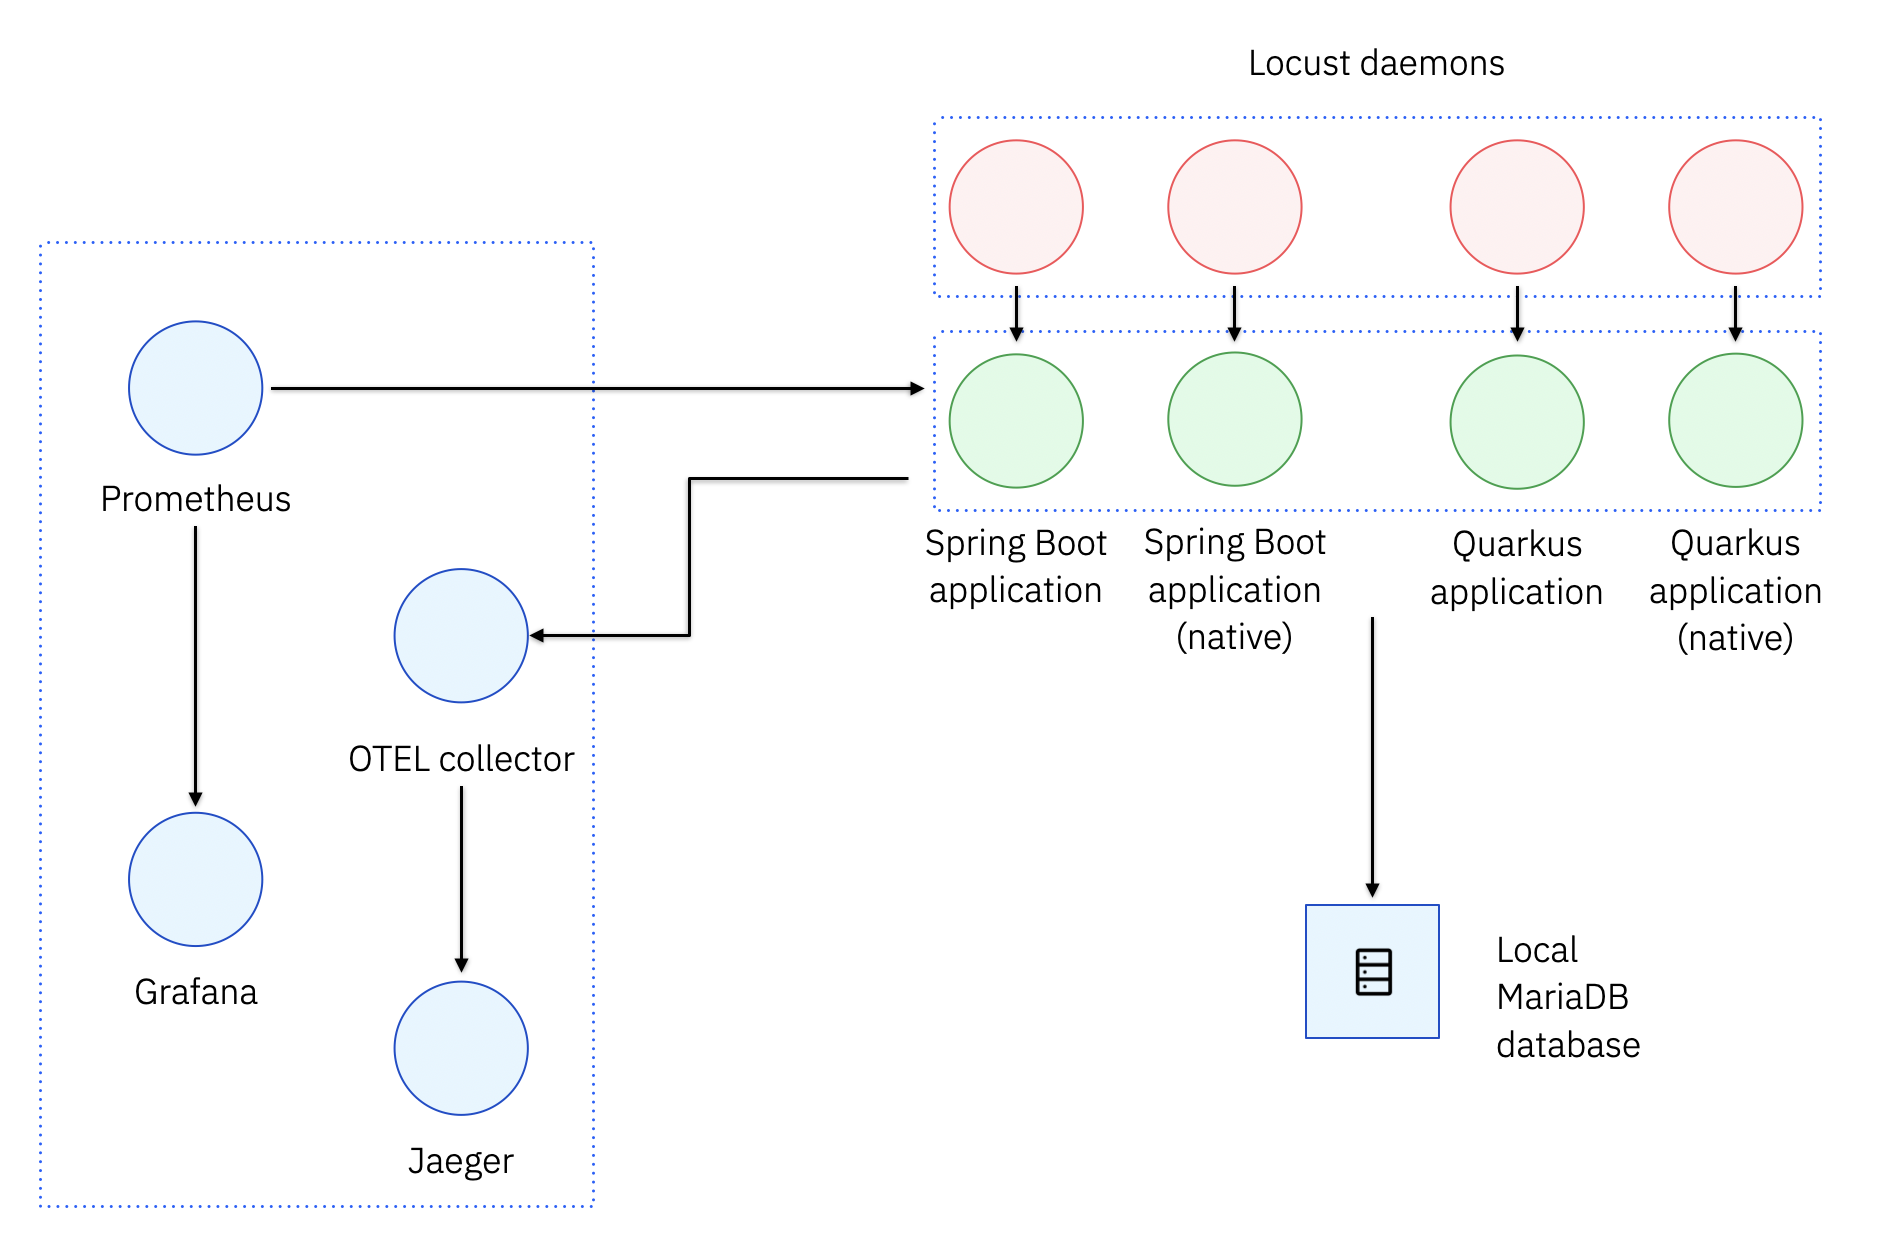 Locust daemons
Prometheus
Spring Boot
application
Spring Boot
application
(native)
Quarkus
application
Quarkus
application
(native)
OTEL collector
Grafana
Local
MariaDB
database
Jaeger